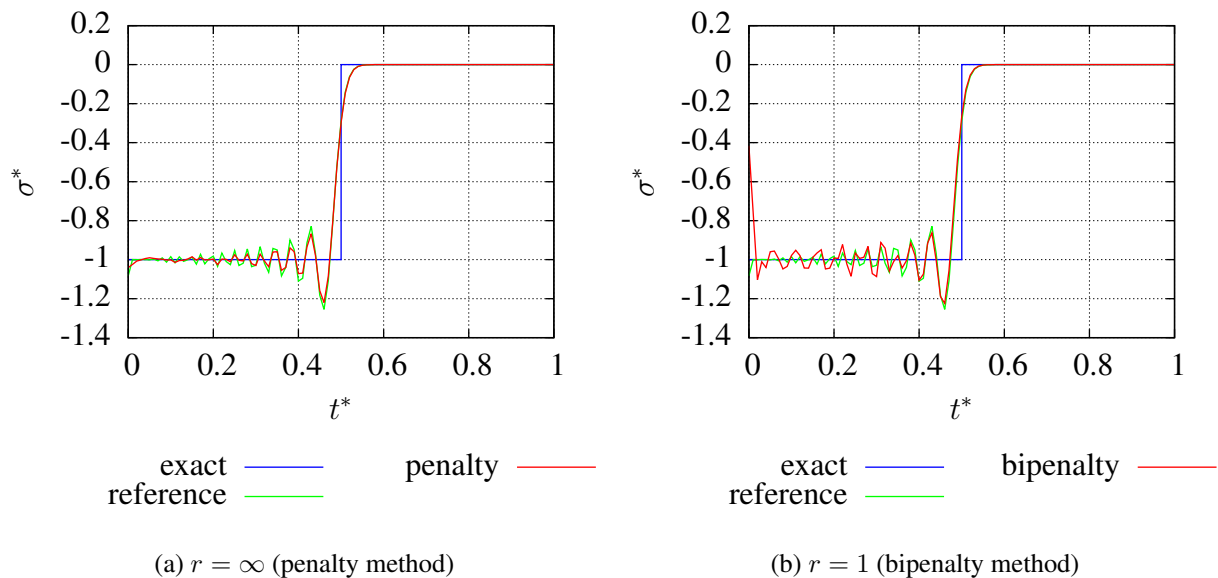 0.2
0
-0.2
-0.4
-0.6
-0.8
-1
-1.2
-1.4
σ*
0 0.2 0.4 0.6 0.8 1
t*
exact
reference
penalty
(a) r = ∞ (penalty method)
0.2
0
-0.2
-0.4
-0.6
-0.8
-1
-1.2
-1.4
σ*
0 0.2 0.4 0.6 0.8 1
t*
exact
reference
bipenalty
(b) r = 1 (bipenalty method)